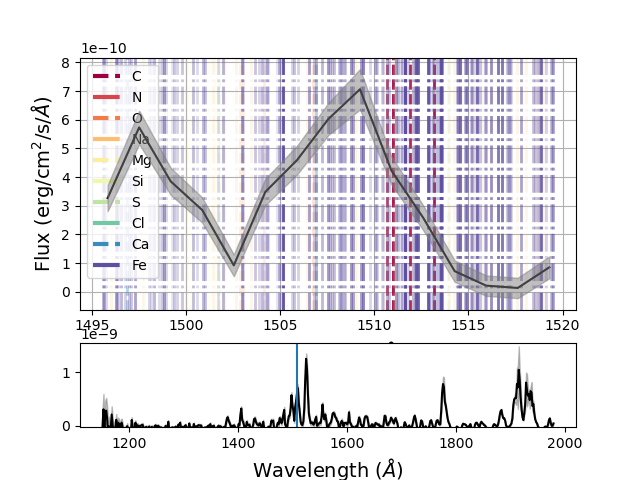 1e−10
8
7
6
5
4
3
2
1
0
Flux (erg/cm²/s/Å)
C
N
O
Na
Mg
Si
S
Cl
Ca
Fe
1495 1500 1505 1510 1515 1520
1e−9
1
0
1200 1400 1600 1800 2000
Wavelength (Å)